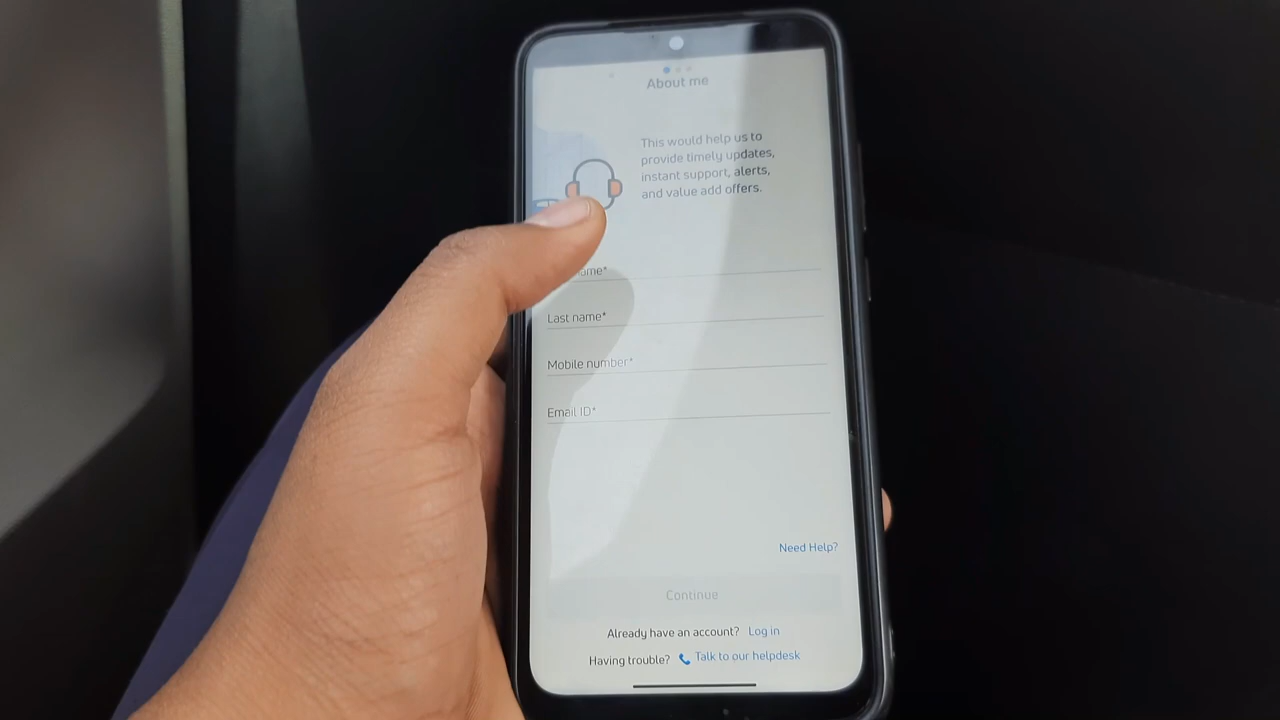 About me
This would help us to
provide timely updates,
instant support, alerts,
and value add offers.
Last name*
Mobile number*
Email ID*
Need Help?
Continue
Already have an account? Log in
Having trouble? Talk to our helpdesk